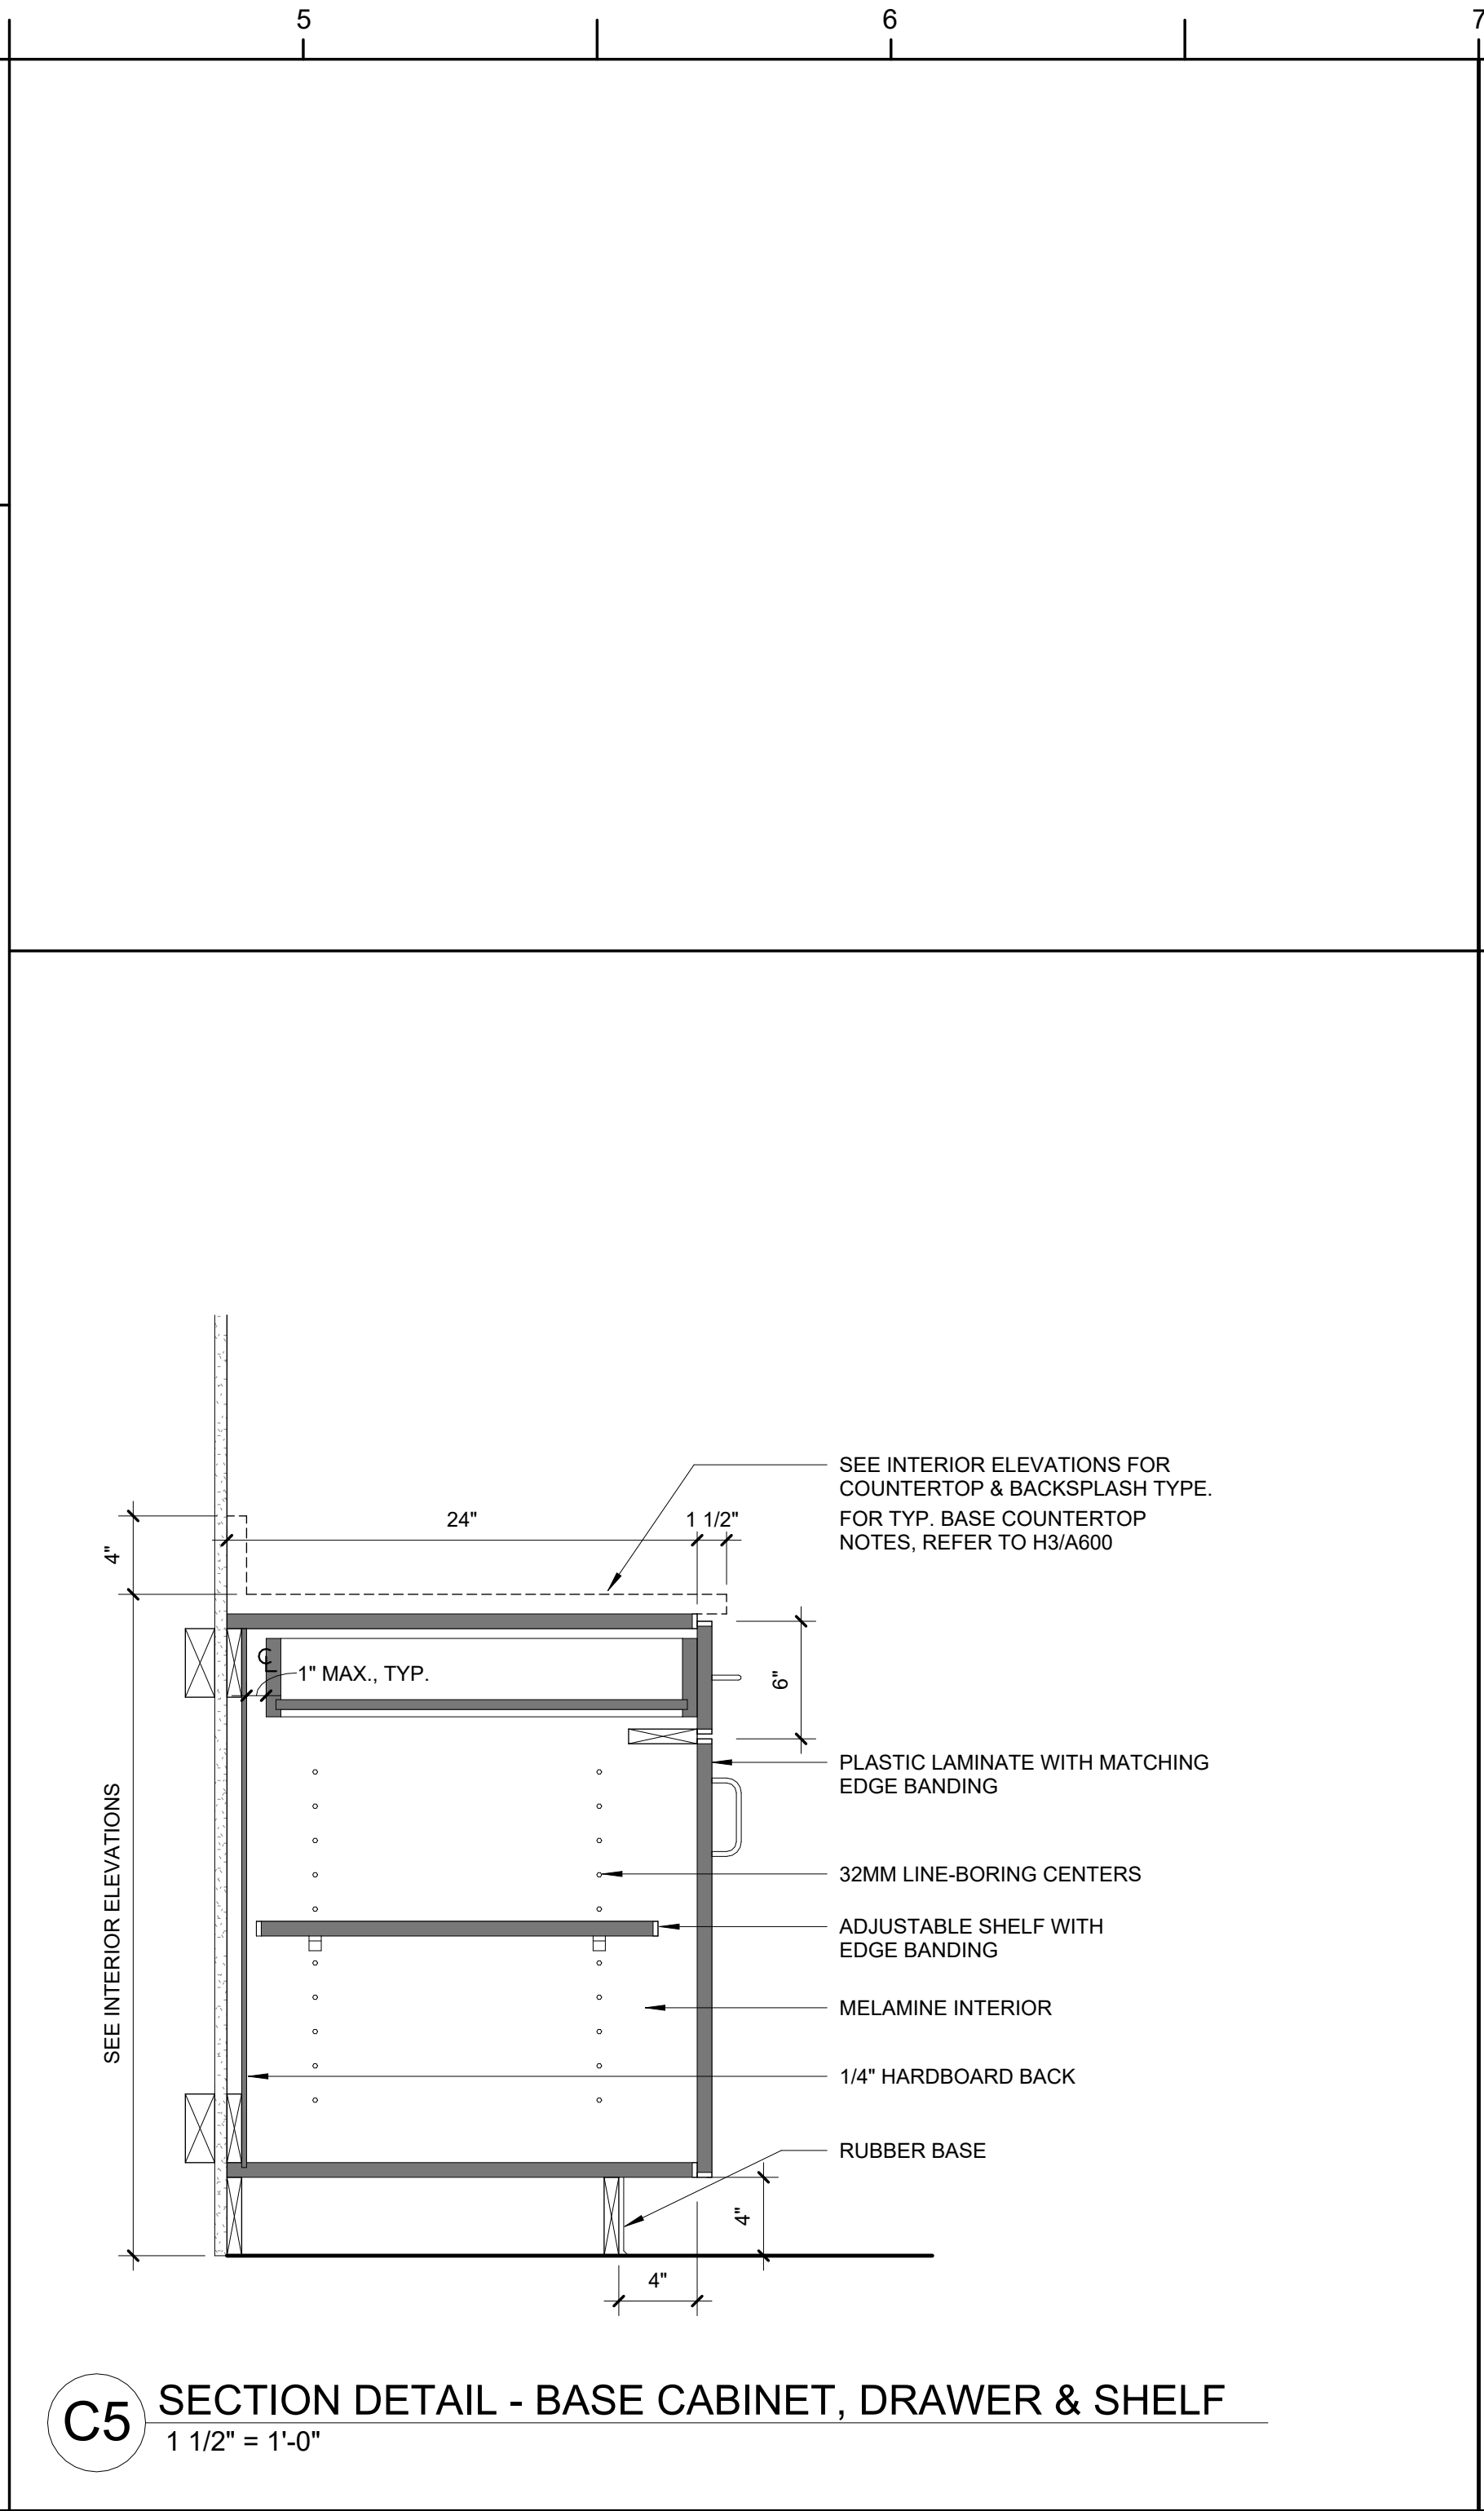 5
6
7
SEE INTERIOR ELEVATIONS FOR
COUNTERTOP & BACKSPLASH TYPE.
FOR TYP. BASE COUNTERTOP
NOTES, REFER TO H3/A600
24"
1 1/2"
4"
CL
1" MAX., TYP.
6"
PLASTIC LAMINATE WITH MATCHING
EDGE BANDING
32MM LINE-BORING CENTERS
ADJUSTABLE SHELF WITH
EDGE BANDING
SEE INTERIOR ELEVATIONS
MELAMINE INTERIOR
1/4" HARDBOARD BACK
RUBBER BASE
4"
4"
C5
SECTION DETAIL - BASE CABINET, DRAWER & SHELF
1 1/2" = 1'-0"